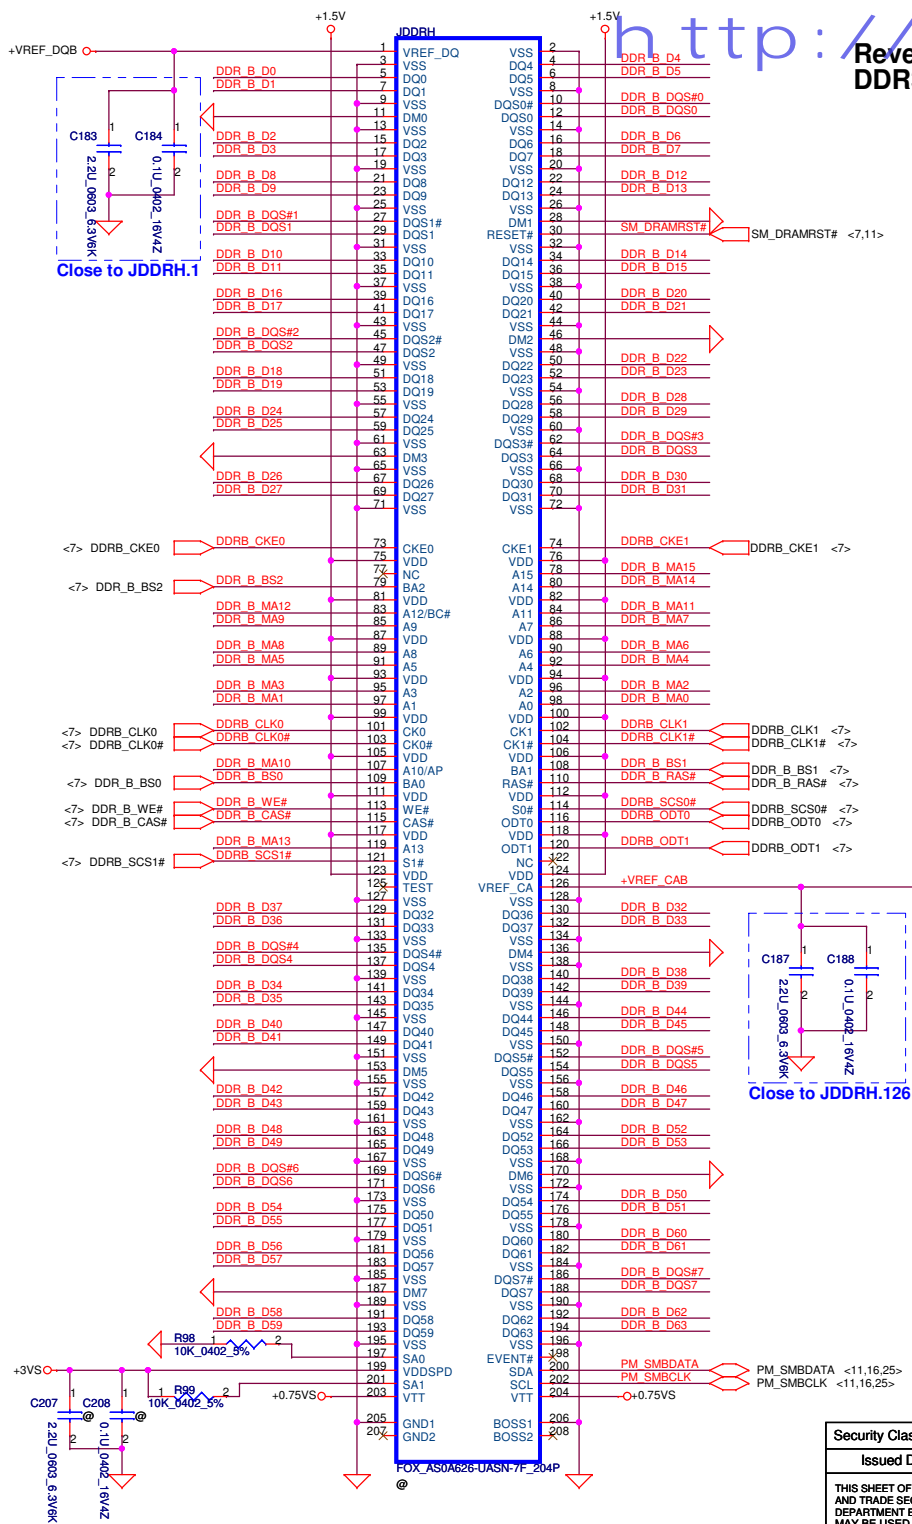 h ttp : //
Reve
DDR
+1.5V
+1.5V
JDDRH
+VREF_DQB
Close to JDDRH.1
C183
2.2U_0603_6.3V6K
C184
0.1U_0402_16V4Z
1 VREF_DQ VSS 2
3 VSS DQ4 4 DDR_B_D4
DDR_B_D0 5 DQ0 DQ5 6 DDR_B_D5
DDR_B_D1 7 DQ1 VSS 8
9 VSS DQS0# 10 DDR_B_DQS#0
11 DM0 DQS0 12 DDR_B_DQS0
13 VSS VSS 14
DDR_B_D2 15 DQ2 DQ6 16 DDR_B_D6
DDR_B_D3 17 DQ3 DQ7 18 DDR_B_D7
19 VSS VSS 20
DDR_B_D8 21 DQ8 DQ12 22 DDR_B_D12
DDR_B_D9 23 DQ9 DQ13 24 DDR_B_D13
25 VSS VSS 26
DDR_B_DQS#1 27 DQS1# DM1 28
DDR_B_DQS1 29 DQS1 RESET# 30 SM_DRAMRST# SM_DRAMRST# <7,11>
31 VSS VSS 32
DDR_B_D10 33 DQ10 DQ14 34 DDR_B_D14
DDR_B_D11 35 DQ11 DQ15 36 DDR_B_D15
37 VSS VSS 38
DDR_B_D16 39 DQ16 DQ20 40 DDR_B_D20
DDR_B_D17 41 DQ17 DQ21 42 DDR_B_D21
43 VSS VSS 44
DDR_B_DQS#2 45 DQS2# DM2 46
DDR_B_DQS2 47 DQS2 VSS 48
49 VSS DQ22 50 DDR_B_D22
DDR_B_D18 51 DQ18 DQ23 52 DDR_B_D23
DDR_B_D19 53 DQ19 VSS 54
55 VSS DQ28 56 DDR_B_D28
DDR_B_D24 57 DQ24 DQ29 58 DDR_B_D29
DDR_B_D25 59 DQ25 VSS 60
61 VSS DQS3# 62 DDR_B_DQS#3
63 DM3 DQS3 64 DDR_B_DQS3
65 VSS VSS 66
DDR_B_D26 67 DQ26 DQ30 68 DDR_B_D30
DDR_B_D27 69 DQ27 DQ31 70 DDR_B_D31
71 VSS VSS 72
<7> DDRB_CKE0 DDRB_CKE0 73 CKE0 CKE1 74 DDRB_CKE1 DDRB_CKE1 <7>
75 VDD VDD 76
77 NC A15 78 DDR_B_MA15
<7> DDR_B_BS2 DDR_B_BS2 79 BA2 A14 80 DDR_B_MA14
81 VDD VDD 82
DDR_B_MA12 83 A12/BC# A11 84 DDR_B_MA11
DDR_B_MA9 85 A9 A7 86 DDR_B_MA7
87 VDD VDD 88
DDR_B_MA8 89 A8 A6 90 DDR_B_MA6
DDR_B_MA5 91 A5 A4 92 DDR_B_MA4
93 VDD VDD 94
DDR_B_MA3 95 A3 A2 96 DDR_B_MA2
DDR_B_MA1 97 A1 A0 98 DDR_B_MA0
99 VDD VDD 100
<7> DDRB_CLK0 DDRB_CLK0 101 CK0 CK1 102 DDRB_CLK1 DDRB_CLK1 <7>
<7> DDRB_CLK0# DDRB_CLK0# 103 CK0# CK1# 104 DDRB_CLK1# DDRB_CLK1# <7>
105 VDD VDD 106
DDR_B_MA10 107 A10/AP BA1 108 DDR_B_BS1 DDR_B_BS1 <7>
<7> DDR_B_BS0 DDR_B_BS0 109 BA0 RAS# 110 DDR_B_RAS# DDR_B_RAS# <7>
111 VDD VDD 112
<7> DDR_B_WE# DDR_B_WE# 113 WE# S0# 114 DDRB_SCS0# DDRB_SCS0# <7>
<7> DDR_B_CAS# DDR_B_CAS# 115 CAS# ODT0 116 DDRB_ODT0 DDRB_ODT0 <7>
117 VDD VDD 118
DDR_B_MA13 119 A13 ODT1 120 DDRB_ODT1 DDRB_ODT1 <7>
<7> DDRB_SCS1# DDRB_SCS1# 121 S1# NC 122
123 VDD VDD 124
125 TEST VREF_CA 126 +VREF_CAB
127 VSS VSS 128
DDR_B_D37 129 DQ32 DQ36 130 DDR_B_D32
DDR_B_D36 131 DQ33 DQ37 132 DDR_B_D33
133 VSS VSS 134
DDR_B_DQS#4 135 DQS4# DM4 136
DDR_B_DQS4 137 DQS4 VSS 138
139 VSS DQ38 140 DDR_B_D38
DDR_B_D34 141 DQ34 DQ39 142 DDR_B_D39
DDR_B_D35 143 DQ35 VSS 144
145 VSS DQ44 146 DDR_B_D44
DDR_B_D40 147 DQ40 DQ45 148 DDR_B_D45
DDR_B_D41 149 DQ41 VSS 150
151 VSS DQS5# 152 DDR_B_DQS#5
153 DM5 DQS5 154 DDR_B_DQS5
155 VSS VSS 156
DDR_B_D42 157 DQ42 DQ46 158 DDR_B_D46
DDR_B_D43 159 DQ43 DQ47 160 DDR_B_D47
161 VSS VSS 162
DDR_B_D48 163 DQ48 DQ52 164 DDR_B_D52
DDR_B_D49 165 DQ49 DQ53 166 DDR_B_D53
167 VSS VSS 168
DDR_B_DQS#6 169 DQS6# DM6 170
DDR_B_DQS6 171 DQS6 VSS 172
173 VSS DQ54 174 DDR_B_D50
DDR_B_D54 175 DQ50 DQ55 176 DDR_B_D51
DDR_B_D55 177 DQ51 VSS 178
179 VSS DQ60 180 DDR_B_D60
DDR_B_D56 181 DQ56 DQ61 182 DDR_B_D61
DDR_B_D57 183 DQ57 VSS 184
185 VSS DQS7# 186 DDR_B_DQS#7
187 DM7 DQS7 188 DDR_B_DQS7
189 VSS VSS 190
DDR_B_D58 191 DQ58 DQ62 192 DDR_B_D62
DDR_B_D59 193 DQ59 DQ63 194 DDR_B_D63
195 VSS VSS 196
197 SA0 EVENT# 198
199 VDDSPD SDA 200 PM_SMBDATA PM_SMBDATA <11,16,25>
201 SA1 SCL 202 PM_SMBCLK PM_SMBCLK <11,16,25>
+0.75VS 203 VTT VTT 204 +0.75VS
205 GND1 BOSS1 206
207 GND2 BOSS2 208
FOX_AS0A626-UASN-7F_204P
@
C187
2.2U_0603_6.3V6K
C188
0.1U_0402_16V4Z
Close to JDDRH.126
R98
1 2
10K_0402_5%
+3VS
R99
1 2
10K_0402_5%
C207
@
2.2U_0603_6.3V6K
C208
@
0.1U_0402_16V4Z
Security Clas
Issued D
THIS SHEET OF
AND TRADE SEC
DEPARTMENT E
MAY BE USED